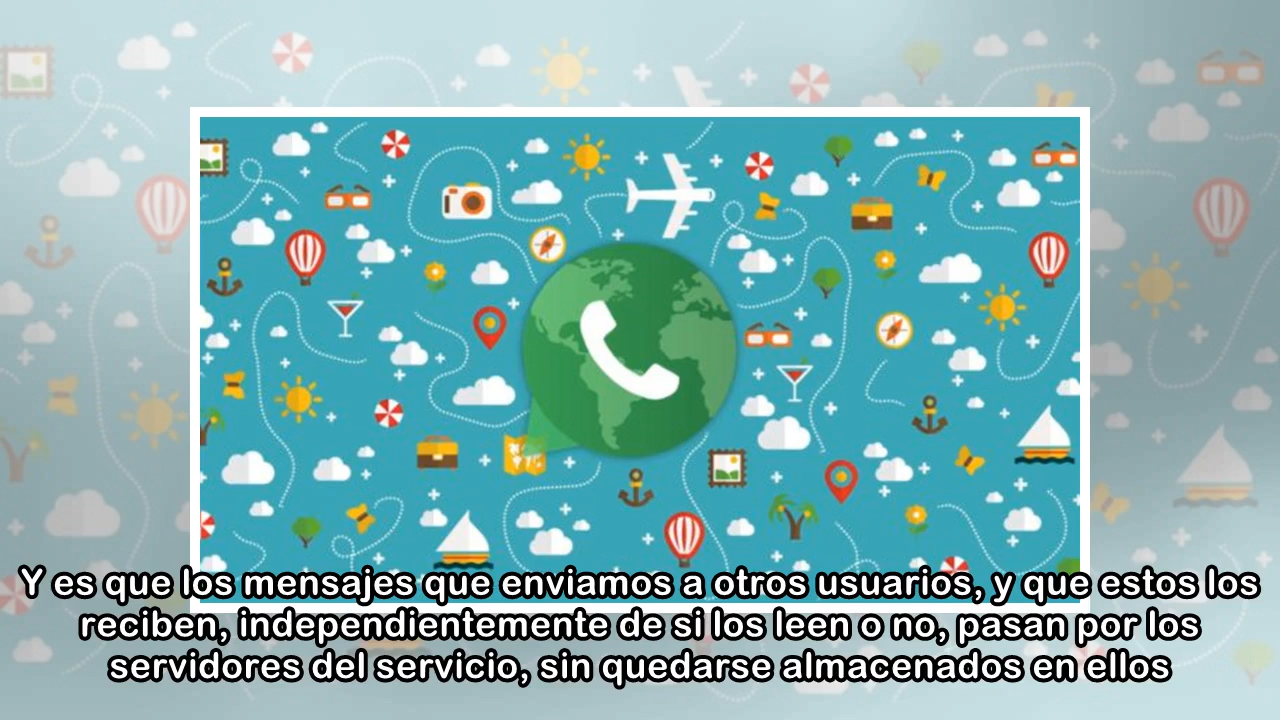 Y es que los mensajes que enviamos a otros usuarios, y que estos los
reciben, independientemente de si los leen o no, pasan por los
servidores del servicio, sin quedarse almacenados en ellos